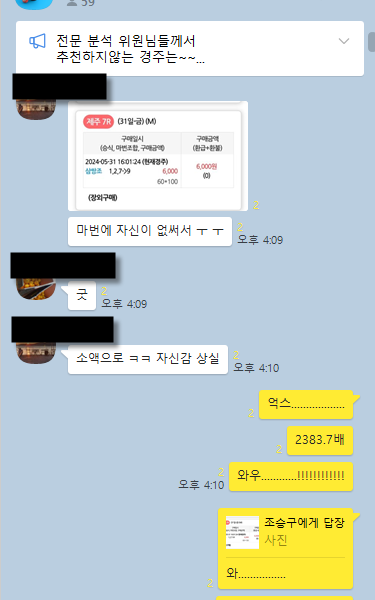 59
전문 분석 위원님들께서
추천하지않는 경주는~~...
제주 7R (31일-금) (M)
구매일시
(승식, 마번조합, 구매금액)
구매금액
(환급+환불)
2024-05-31 16:01:24 (현재경주)
삼쌍조 1,2,7->9 6,000
60*100
6,000원
(0)
(장외구매)
2
마번에 자신이 없써서 ㅜ ㅜ
2
오후 4:09
굿
2
오후 4:09
소액으로 ㅋㅋ 자신감 상실
2
오후 4:10
2
억스..................
2
2383.7배
2
오후 4:10
와우............!!!!!!!!!!!!
조승구에게 답장
사진
2
와................